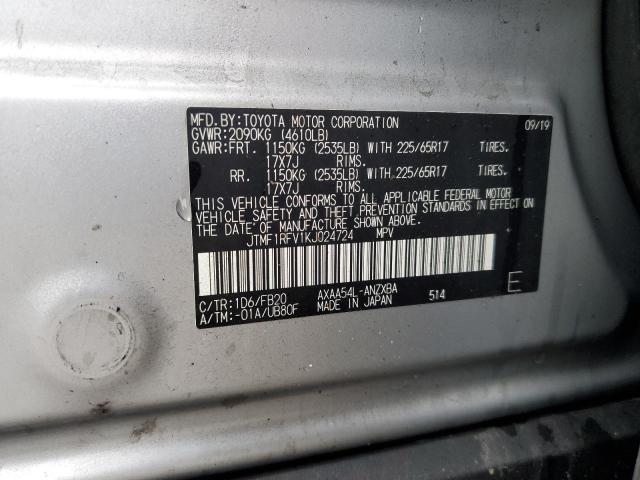 MFD.BY:TOYOTA MOTOR CORPORATION 09/19
GVWR:2090KG (4610LB)
GAWR:FRT. 1150KG (2535LB) WITH 225/65R17 TIRES.
17X7J RIMS.
RR. 1150KG (2535LB) WITH 225/65R17 TIRES.
17X7J RIMS.
THIS VEHICLE CONFORMS TO ALL APPLICABLE FEDERAL MOTOR
VEHICLE SAFETY AND THEFT PREVENTION STANDARDS IN EFFECT
ON THE DATE OF MANUFACTURE SHOWN ABOVE.
JTMF1RFV1KJ024724 MPV
C/TR:1D6/FB20 AXAA54L-ANZXBA E
A/TM:-01A/UB80F MADE IN JAPAN 514